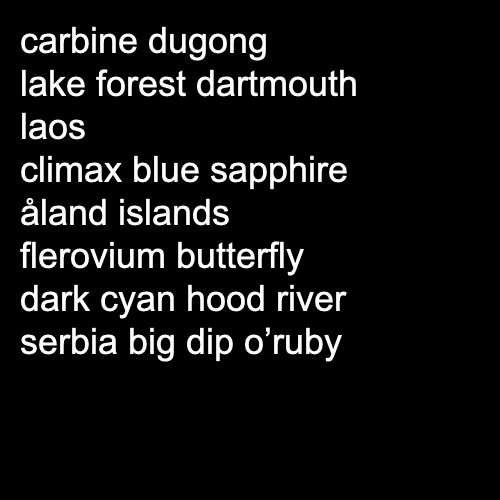 carbine dugong
lake forest dartmouth
laos
climax blue sapphire
åland islands
flerovium butterfly
dark cyan hood river
serbia big dip o’ruby